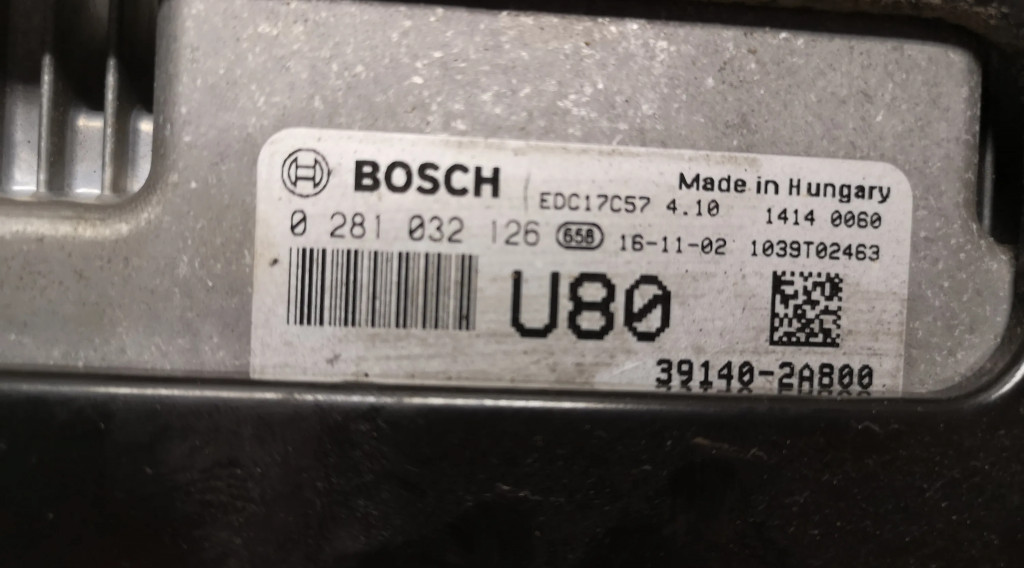 BOSCH
Made in Hungary
EDC17C57 4.10 1414 0060
0 281 032 126 658 16-11-02 1039T02463
U80
39140-2A800